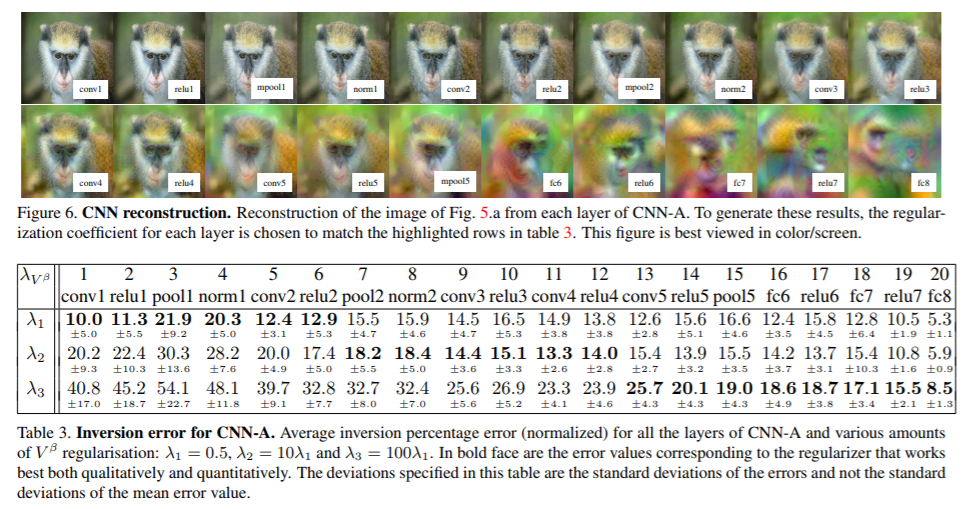 conv1 relu1 mpool1 norm1 conv2 relu2 mpool2 norm2 conv3 relu3
conv4 relu4 conv5 relu5 mpool5 fc6 relu6 fc7 relu7 fc8
Figure 6. CNN reconstruction. Reconstruction of the image of Fig. 5.a from each layer of CNN-A. To generate these results, the regular-
ization coefficient for each layer is chosen to match the highlighted rows in table 3. This figure is best viewed in color/screen.
λ_{V^β} 1 2 3 4 5 6 7 8 9 10 11 12 13 14 15 16 17 18 19 20
conv1 relu1 pool1 norm1 conv2 relu2 pool2 norm2 conv3 relu3 conv4 relu4 conv5 relu5 pool5 fc6 relu6 fc7 relu7 fc8
λ1 10.0 11.3 21.9 20.3 12.4 12.9 15.5 15.9 14.5 16.5 14.9 13.8 12.6 15.6 16.6 12.4 15.8 12.8 10.5 5.3
±5.0 ±5.5 ±9.2 ±5.0 ±3.1 ±5.3 ±4.7 ±4.6 ±4.7 ±5.3 ±3.8 ±3.8 ±2.8 ±5.1 ±4.6 ±3.5 ±4.5 ±6.4 ±1.9 ±1.1
λ2 20.2 22.4 30.3 28.2 20.0 17.4 18.2 18.4 14.4 15.1 13.3 14.0 15.4 13.9 15.5 14.2 13.7 15.4 10.8 5.9
±9.3 ±10.3 ±13.6 ±7.6 ±4.9 ±5.0 ±5.5 ±5.0 ±3.6 ±3.3 ±2.6 ±2.8 ±2.7 ±3.2 ±3.5 ±3.7 ±3.1 ±10.3 ±1.6 ±0.9
λ3 40.8 45.2 54.1 48.1 39.7 32.8 32.7 32.4 25.6 26.9 23.3 23.9 25.7 20.1 19.0 18.6 18.7 17.1 15.5 8.5
±17.0 ±18.7 ±22.7 ±11.8 ±9.1 ±7.7 ±8.0 ±7.0 ±5.6 ±5.2 ±4.1 ±4.6 ±4.3 ±4.3 ±4.3 ±4.9 ±3.8 ±3.4 ±2.1 ±1.3
Table 3. Inversion error for CNN-A. Average inversion percentage error (normalized) for all the layers of CNN-A and various amounts
of V^β regularisation: λ1 = 0.5, λ2 = 10λ1 and λ3 = 100λ1. In bold face are the error values corresponding to the regularizer that works
best both qualitatively and quantitatively. The deviations specified in this table are the standard deviations of the errors and not the standard
deviations of the mean error value.